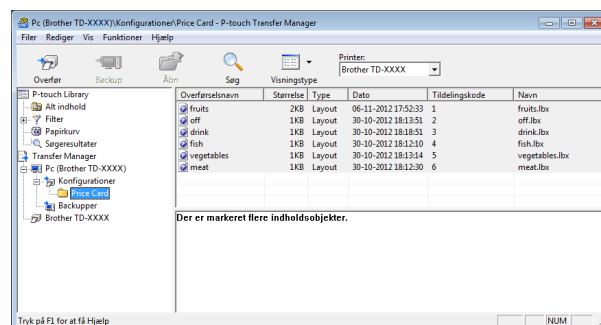 Pc (Brother TD-XXXX)\Konfigurationer\Price Card - P-touch Transfer Manager
Filer Rediger Vis Funktioner Hjælp
Printer:
Brother TD-XXXX
Overfør Backup Åbn Søg Visningstype
P-touch Library
Alt indhold
Filter
Papirkurv
Søgeresultater
Transfer Manager
Pc (Brother TD-XXXX)
Konfigurationer
Price Card
Backupper
Brother TD-XXXX
Overførselsnavn Størrelse Type Dato Tildelingskode Navn
fruits 2KB Layout 06-11-2012 17:52:33 1 fruits.lbx
off 1KB Layout 30-10-2012 18:13:51 2 off.lbx
drink 1KB Layout 30-10-2012 18:18:51 3 drink.lbx
fish 1KB Layout 30-10-2012 18:12:10 4 fish.lbx
vegetables 1KB Layout 30-10-2012 18:13:14 5 vegetables.lbx
meat 1KB Layout 30-10-2012 18:12:30 6 meat.lbx
Der er markeret flere indholdsobjekter.
Tryk på F1 for at få Hjælp NUM